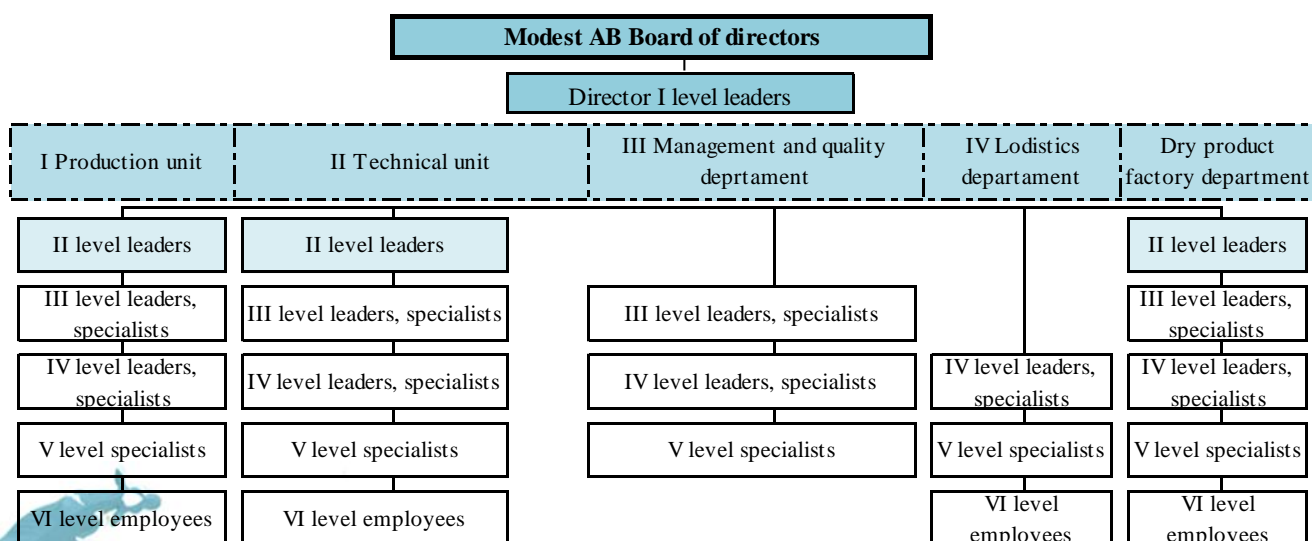 Modest AB Board of directors
Director I level leaders
I Production unit
II Technical unit
III Management and quality
deprtament
IV Lodistics
departament
Dry product
factory department
II level leaders
II level leaders
II level leaders
III level leaders,
specialists
III level leaders, specialists
III level leaders, specialists
III level leaders,
specialists
IV level leaders,
specialists
IV level leaders, specialists
IV level leaders, specialists
IV level leaders,
specialists
IV level leaders,
specialists
V level specialists
V level specialists
V level specialists
V level specialists
V level specialists
VI level employees
VI level employees
VI level
employees
VI level
employees